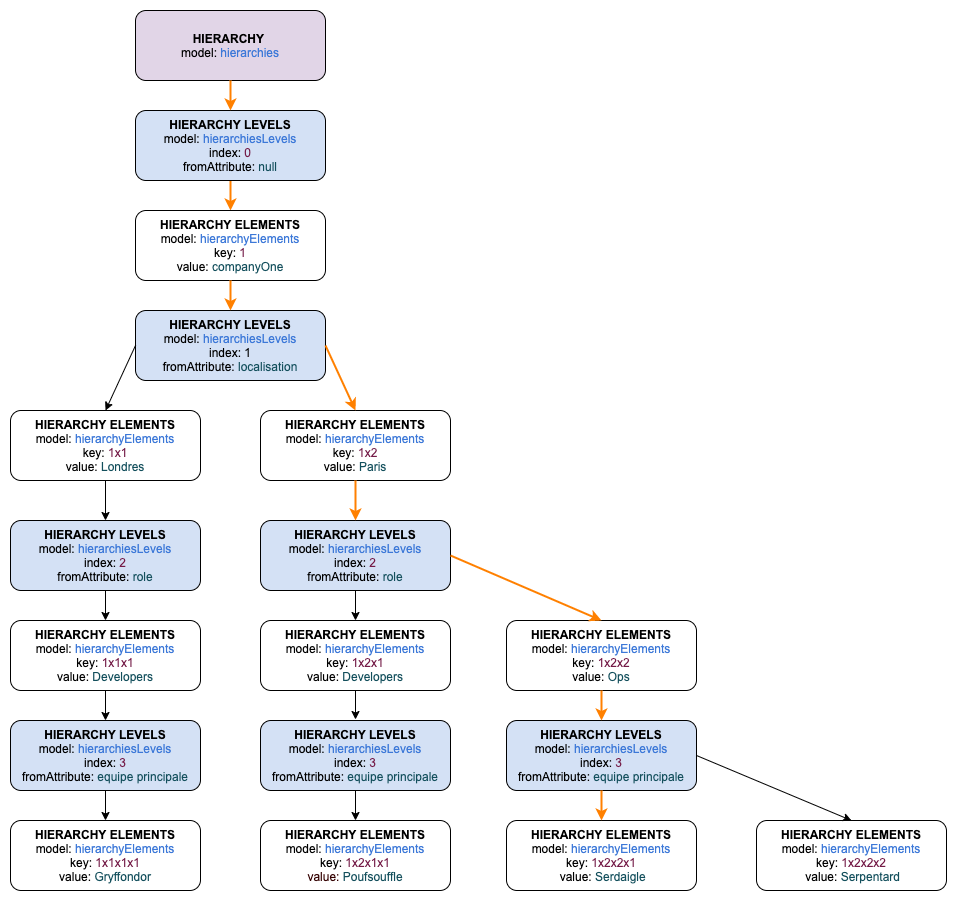 HIERARCHY
model: hierarchies
HIERARCHY LEVELS
model: hierarchiesLevels
index: 0
fromAttribute: null
HIERARCHY ELEMENTS
model: hierarchyElements
key: 1
value: companyOne
HIERARCHY LEVELS
model: hierarchiesLevels
index: 1
fromAttribute: localisation
HIERARCHY ELEMENTS
model: hierarchyElements
key: 1x1
value: Londres
HIERARCHY ELEMENTS
model: hierarchyElements
key: 1x2
value: Paris
HIERARCHY LEVELS
model: hierarchiesLevels
index: 2
fromAttribute: role
HIERARCHY LEVELS
model: hierarchiesLevels
index: 2
fromAttribute: role
HIERARCHY ELEMENTS
model: hierarchyElements
key: 1x1x1
value: Developers
HIERARCHY ELEMENTS
model: hierarchyElements
key: 1x2x1
value: Developers
HIERARCHY ELEMENTS
model: hierarchyElements
key: 1x2x2
value: Ops
HIERARCHY LEVELS
model: hierarchiesLevels
index: 3
fromAttribute: equipe principale
HIERARCHY LEVELS
model: hierarchiesLevels
index: 3
fromAttribute: equipe principale
HIERARCHY LEVELS
model: hierarchiesLevels
index: 3
fromAttribute: equipe principale
HIERARCHY ELEMENTS
model: hierarchyElements
key: 1x1x1x1
value: Gryffondor
HIERARCHY ELEMENTS
model: hierarchyElements
key: 1x2x1x1
value: Poufsouffle
HIERARCHY ELEMENTS
model: hierarchyElements
key: 1x2x2x1
value: Serdaigle
HIERARCHY ELEMENTS
model: hierarchyElements
key: 1x2x2x2
value: Serpentard